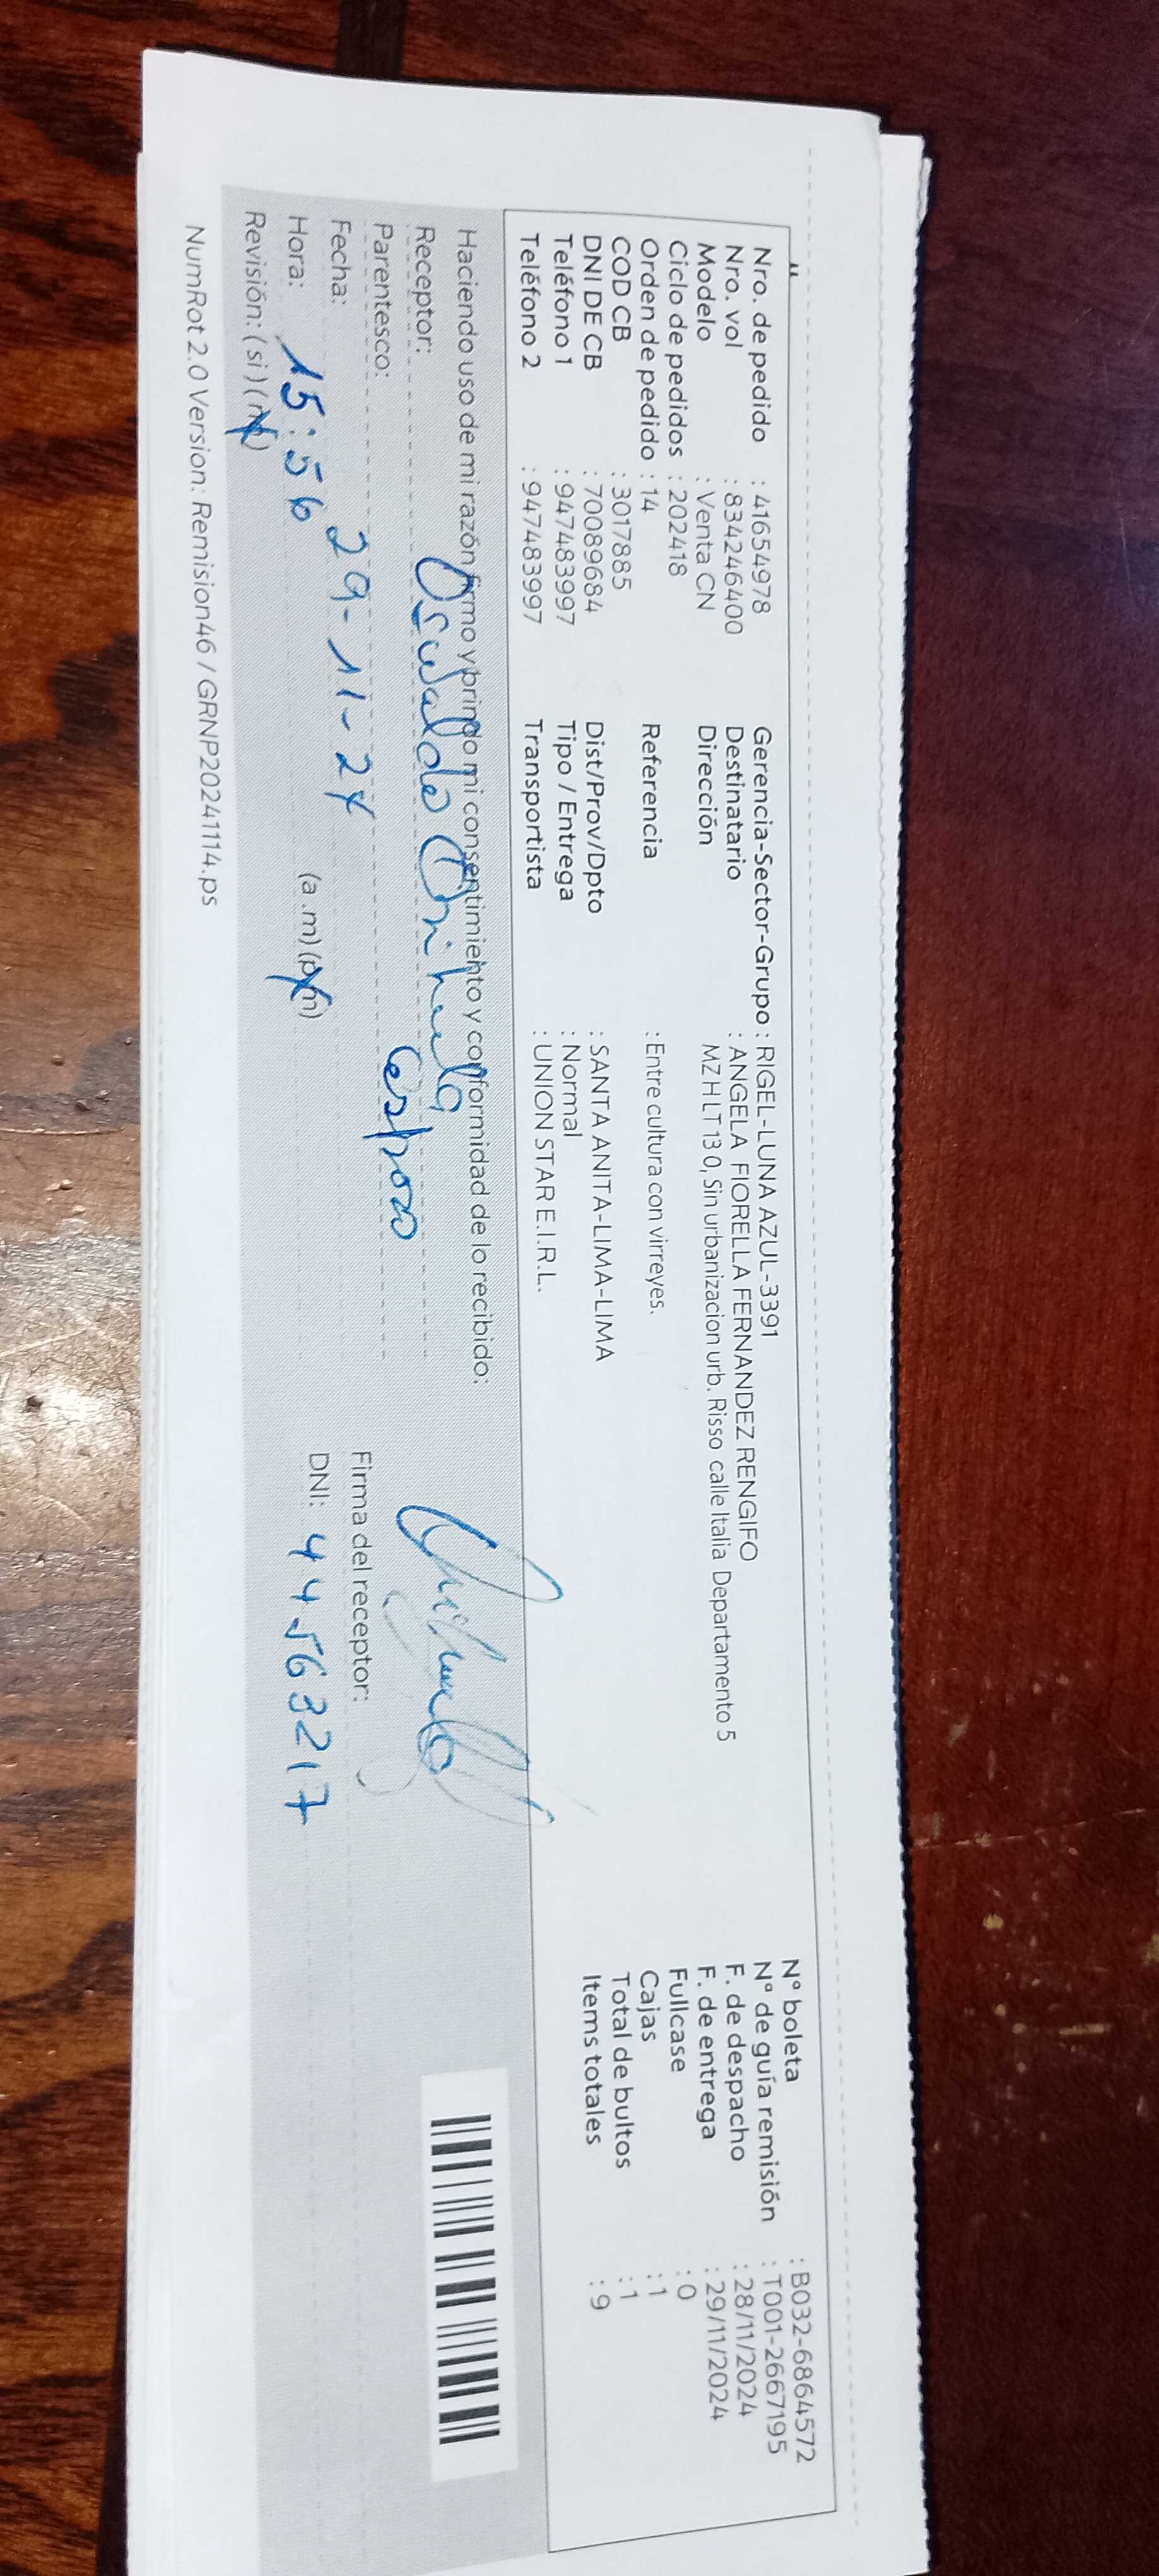 Nro. de pedido : 41654978
Nro. vol : 834246400
Modelo : Venta CN
Ciclo de pedidos : 202418
Orden de pedido : 14
COD CB : 3017885
DNI DE CB : 70089684
Teléfono 1 : 947483997
Teléfono 2 : 947483997
Gerencia-Sector-Grupo : RIGEL-LUNA AZUL-3391
Destinatario : ANGELA FIORELLA FERNANDEZ RENGIFO
Dirección MZ H LT 13 0, Sin urbanizacion urb. Risso calle Italia Departamento 5
Referencia : Entre cultura con virreyes.
Dist/Prov/Dpto : SANTA ANITA-LIMA-LIMA
Tipo / Entrega : Normal
Transportista : UNION STAR E.I.R.L.
N° boleta : B032-6864572
N° de guía remisión : T001-2667195
F. de despacho : 28/11/2024
F. de entrega : 29/11/2024
Fullcase : 0
Cajas : 1
Total de bultos : 1
Items totales : 9
Haciendo uso de mi razón firmo y brindo mi consentimiento y conformidad de lo recibido:
Receptor: Osualdo Orihuela
Parentesco: esposo
Fecha: 29-11-24
Hora: 15:56 (a.m) (p.m)
Revisión: (si) (no)
Firma del receptor:
DNI: 44563217
NumRot 2.0 Version: Remision46 / GRNP20241114.ps